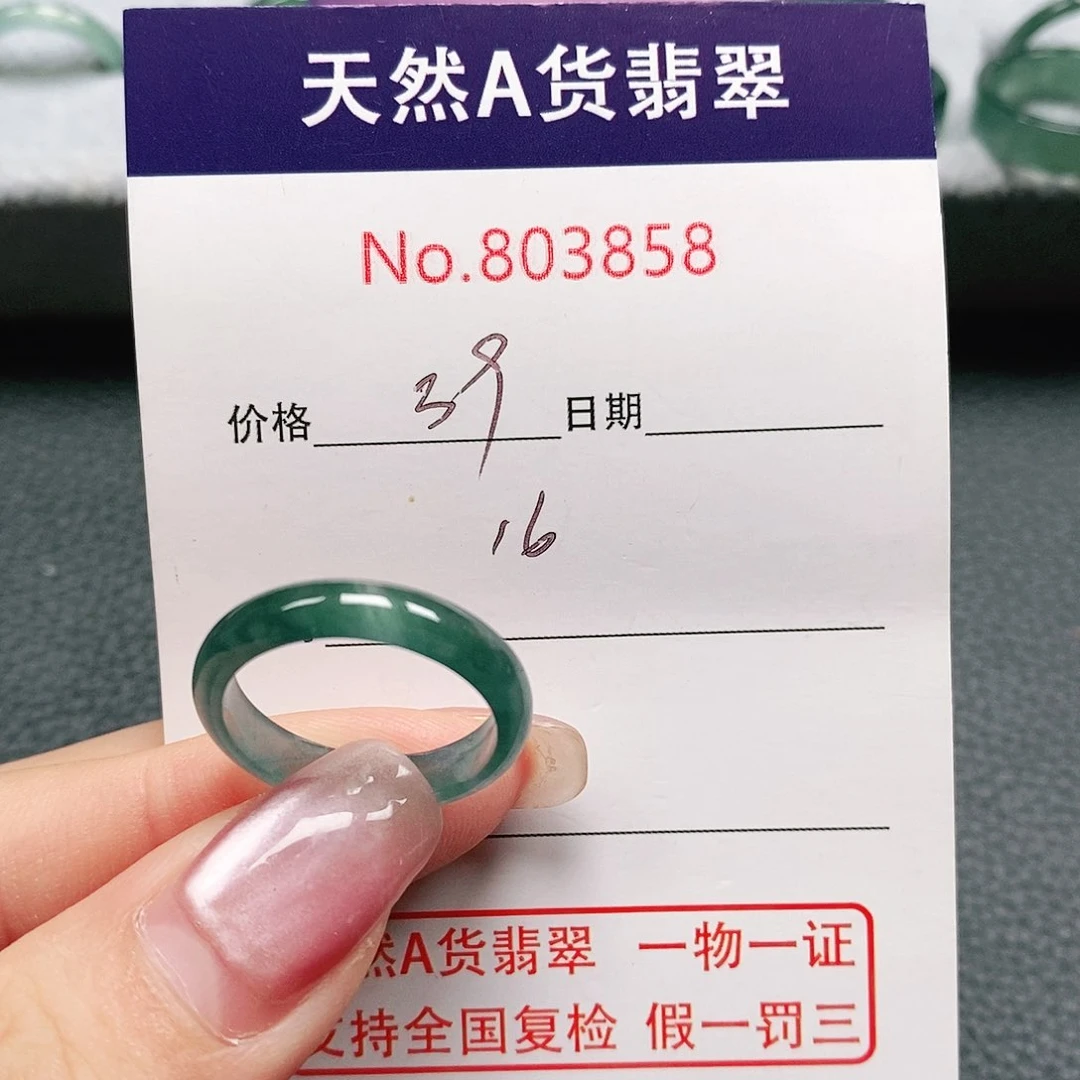 天然A货翡翠
No.803858
价格 39 日期
16
然A货翡翠 一物一证
支持全国复检 假一罚三